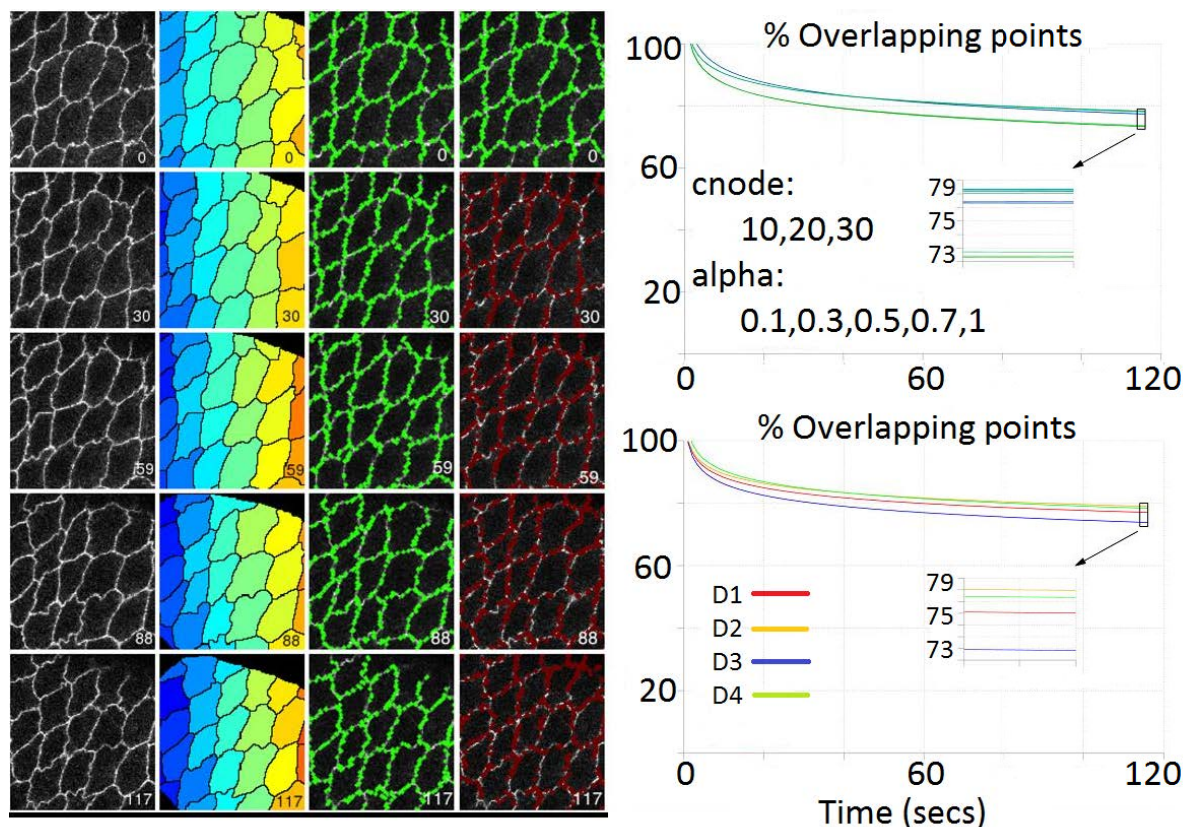 0 0 0 0
30 30 30 30
59 59 59 59
88 88 88 88
117 117 117 117
% Overlapping points
100
60
20
cnode:
10,20,30
alpha:
0.1,0.3,0.5,0.7,1
79
75
73
0 60 120
% Overlapping points
100
60
20
D1
D2
D3
D4
79
75
73
0 60 120
Time (secs)